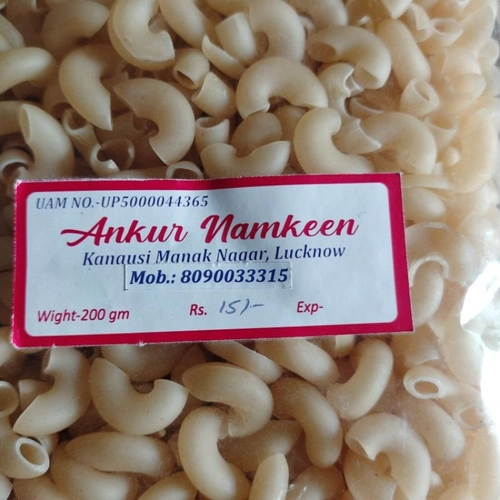 UAM NO.-UP5000044365
Ankur Namkeen
Kanausi Manak Nagar, Lucknow
Mob.: 8090033315
Wight-200 gm Rs. 15/- Exp-